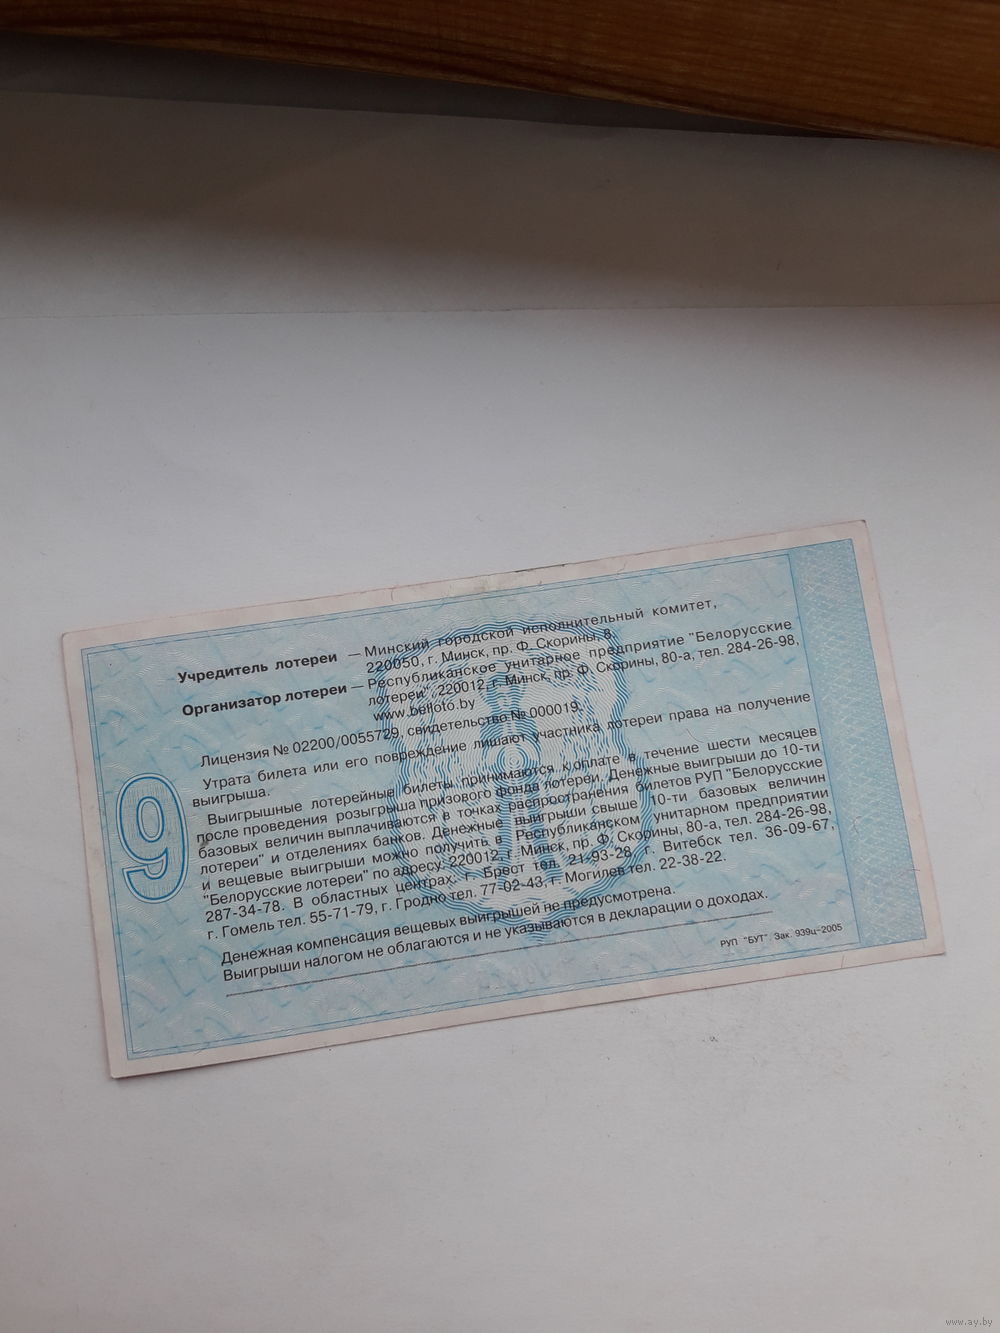 Учредитель лотереи — Минский городской исполнительный комитет,
220050, г. Минск, пр. Ф. Скорины, 8,
Организатор лотереи — Республиканское унитарное предприятие "Белорусские
лотереи", 220012, г. Минск, пр. Ф. Скорины, 80-а, тел. 284-26-98,
www.belloto.by
Лицензия № 02200/0055729, свидетельство № 000019.
Утрата билета или его повреждение лишают участника лотереи права на получение
выигрыша.
Выигрышные лотерейные билеты принимаются к оплате в течение шести месяцев
после проведения розыгрыша призового фонда лотереи. Денежные выигрыши до 10-ти
базовых величин выплачиваются в точках распространения билетов РУП "Белорусские
лотереи" и отделениях банков. Денежные выигрыши свыше 10-ти базовых величин
и вещевые выигрыши можно получить в Республиканском унитарном предприятии
"Белорусские лотереи" по адресу: 220012, г. Минск, пр. Ф. Скорины, 80-а, тел. 284-26-98,
287-34-78. В областных центрах: г. Брест тел. 21-93-28, г. Витебск тел. 36-09-67,
г. Гомель тел. 55-71-79, г. Гродно тел. 77-02-43, г. Могилев тел. 22-38-22.
Денежная компенсация вещевых выигрышей не предусмотрена.
Выигрыши налогом не облагаются и не указываются в декларации о доходах.
РУП "БУТ" Зак. 939ц-2005
9
www.ay.by